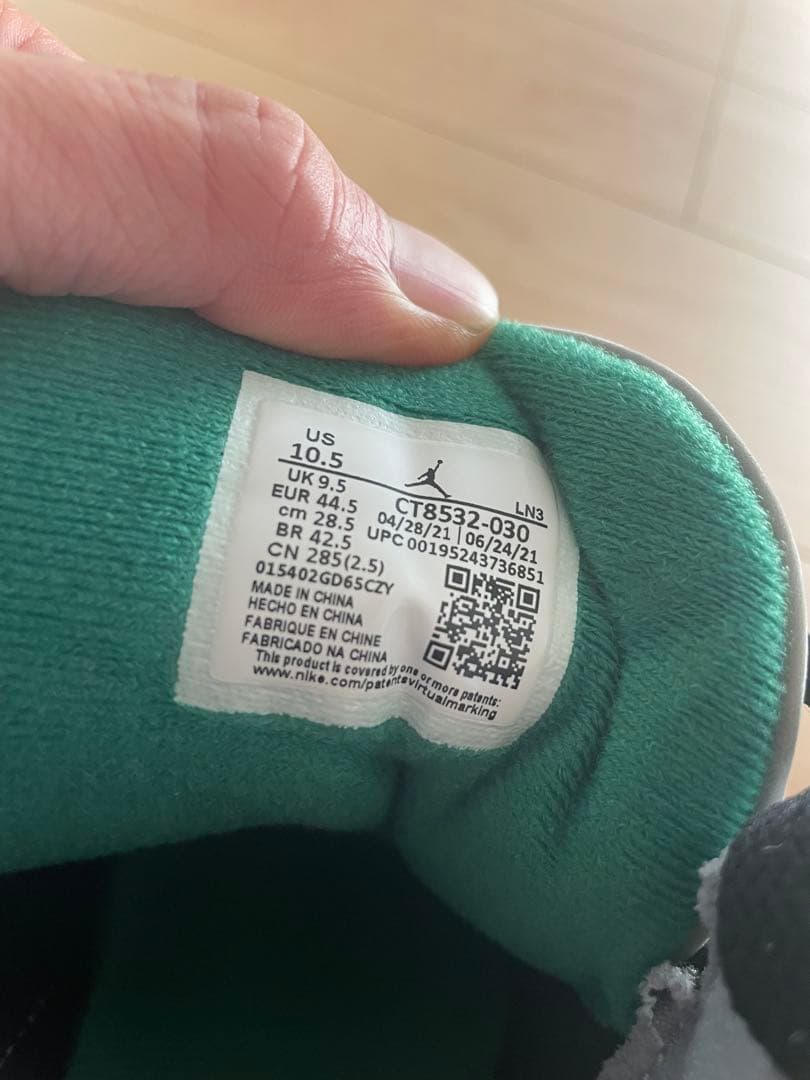 US
10.5
UK 9.5
EUR 44.5
cm 28.5
BR 42.5
CN 285(2.5)
015402GD65CZY
LN3
CT8532-030
04/28/21 | 06/24/21
UPC 00195243736851
MADE IN CHINA
HECHO EN CHINA
FABRIQUE EN CHINE
FABRICADO NA CHINA
This product is covered by one or more patents:
www.nike.com/patentsvirtualmarking